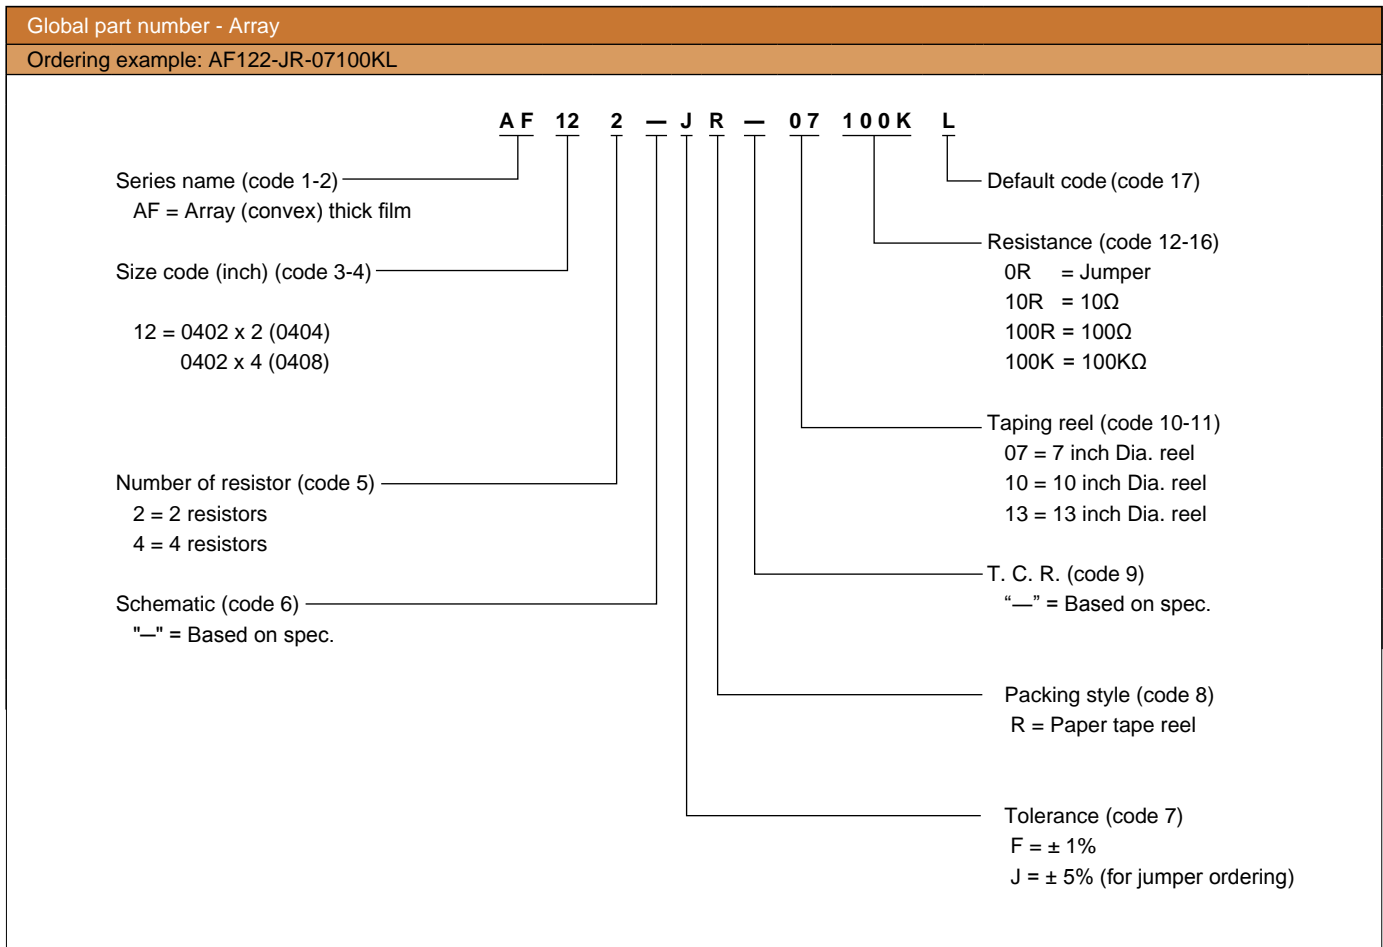 Global part number - Array
Ordering example: AF122-JR-07100KL
A F 12 2 — J R — 0 7 1 0 0 K L
Series name (code 1-2)
AF = Array (convex) thick film
Size code (inch) (code 3-4)
12 = 0402 x 2 (0404)
0402 x 4 (0408)
Number of resistor (code 5)
2 = 2 resistors
4 = 4 resistors
Schematic (code 6)
"─" = Based on spec.
Default code (code 17)
Resistance (code 12-16)
0R = Jumper
10R = 10Ω
100R = 100Ω
100K = 100KΩ
Taping reel (code 10-11)
07 = 7 inch Dia. reel
10 = 10 inch Dia. reel
13 = 13 inch Dia. reel
T. C. R. (code 9)
“—” = Based on spec.
Packing style (code 8)
R = Paper tape reel
Tolerance (code 7)
F = ± 1%
J = ± 5% (for jumper ordering)